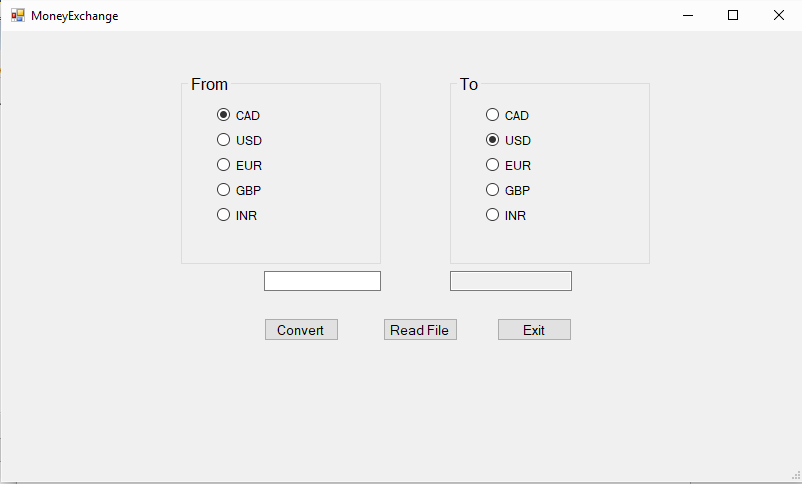 MoneyExchange
From
CAD
USD
EUR
GBP
INR
To
CAD
USD
EUR
GBP
INR
Convert
Read File
Exit